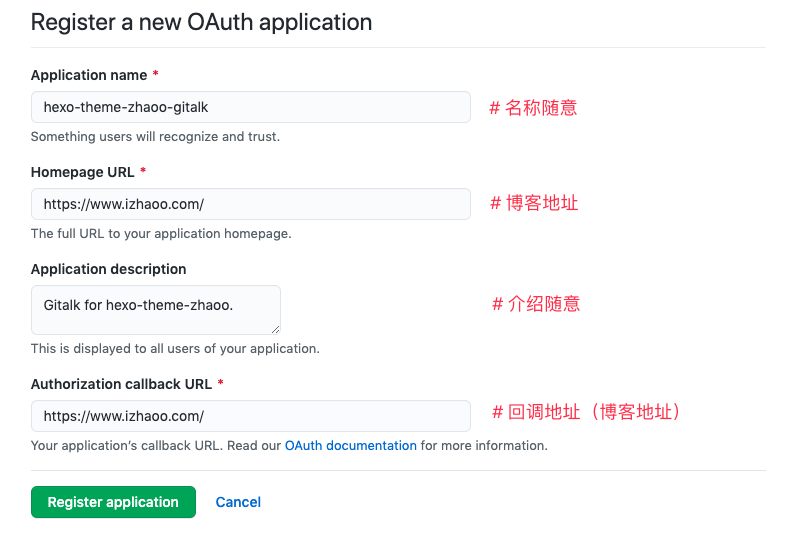 Register a new OAuth application
Application name *
hexo-theme-zhaoo-gitalk
# 名称随意
Something users will recognize and trust.
Homepage URL *
https://www.izhaoo.com/
# 博客地址
The full URL to your application homepage.
Application description
Gitalk for hexo-theme-zhaoo.
# 介绍随意
This is displayed to all users of your application.
Authorization callback URL *
https://www.izhaoo.com/
# 回调地址（博客地址）
Your application’s callback URL. Read our OAuth documentation for more information.
Register application Cancel